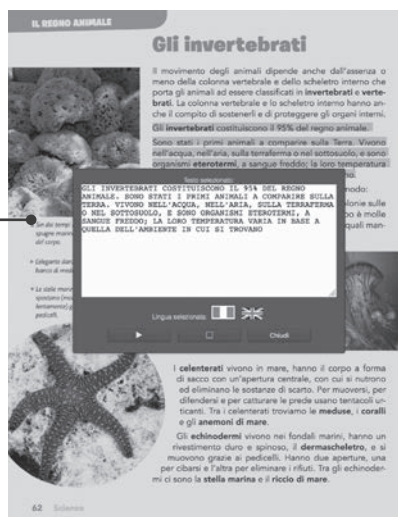 IL REGNO ANIMALE
Gli invertebrati
Il movimento degli animali dipende anche dall'assenza o
meno della colonna vertebrale e dello scheletro interno che
porta gli animali ad essere classificati in invertebrati e verte-
brati. La colonna vertebrale e lo scheletro interno hanno an-
che il compito di sostenerli e di proteggere gli organi interni.
Gli invertebrati costituiscono il 95% del regno animale.
Sono stati i primi animali a comparire sulla Terra. Vivono
nell'acqua, nell'aria, sulla terraferma o nel sottosuolo, e sono
organismi eterotermi, a sangue freddo; la loro temperatura
modo:
olonie sulle
po è molle
quali man-
Testo selezionato:
GLI INVERTEBRATI COSTITUISCONO IL 95% DEL REGNO
ANIMALE. SONO STATI I PRIMI ANIMALI A COMPARIRE SULLA
TERRA. VIVONO NELL'ACQUA, NELL'ARIA, SULLA TERRAFERMA
O NEL SOTTOSUOLO, E SONO ORGANISMI ETEROTERMI, A
SANGUE FREDDO; LA LORO TEMPERATURA VARIA IN BASE A
QUELLA DELL'AMBIENTE IN CUI SI TROVANO
Lingua selezionata:
Chiudi
del corpo.
pedicelli.
I celenterati vivono in mare, hanno il corpo a forma
di sacco con un'apertura centrale, con cui si nutrono
ed eliminano le sostanze di scarto. Per muoversi, per
difendersi e per catturare le prede usano tentacoli ur-
ticanti. Tra i celenterati troviamo le meduse, i coralli
e gli anemoni di mare.
Gli echinodermi vivono nei fondali marini, hanno un
rivestimento duro e spinoso, il dermascheletro, e si
muovono grazie ai pedicelli. Hanno due aperture, una
per cibarsi e l'altra per eliminare i rifiuti. Tra gli echinoder-
mi ci sono la stella marina e il riccio di mare.
62 Scienze